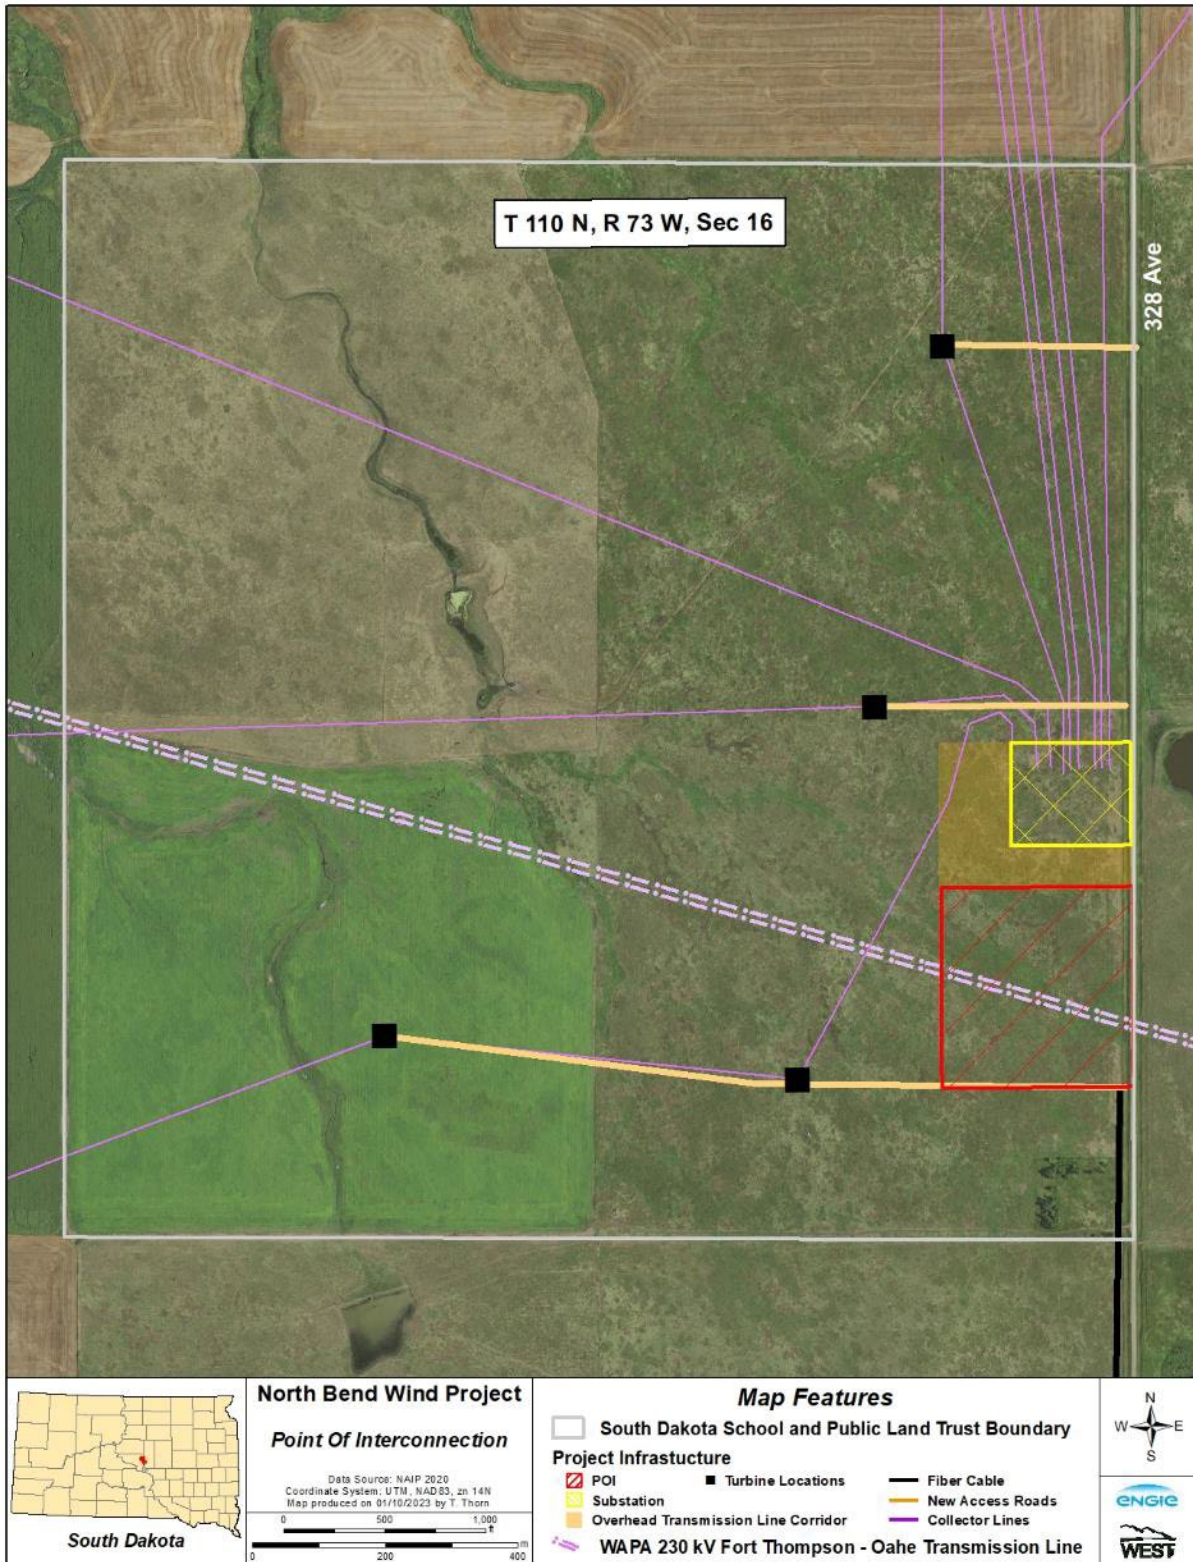 T 110 N, R 73 W, Sec 16
328 Ave
South Dakota
North Bend Wind Project
Point Of Interconnection
Data Source: NAIP 2020
Coordinate System: UTM, NAD83, zn 14N
Map produced on 01/10/2023 by T. Thorn
0 500 1,000
ft
m
0 200 400
Map Features
South Dakota School and Public Land Trust Boundary
Project Infrastucture
POI
Turbine Locations
Fiber Cable
Substation
New Access Roads
Overhead Transmission Line Corridor
Collector Lines
WAPA 230 kV Fort Thompson - Oahe Transmission Line
N
W E
S
ENGIE
WEST